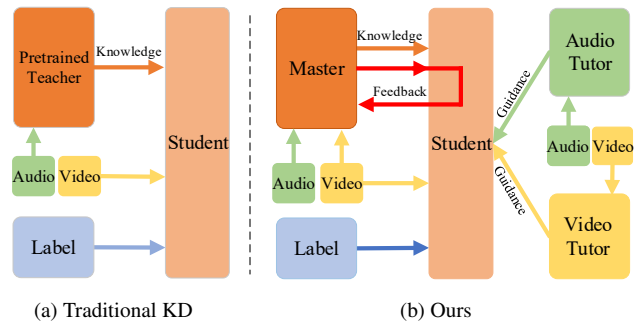 Pretrained
Teacher
Knowledge
Student
Audio
Video
Label
(a) Traditional KD
Master
Knowledge
Feedback
Student
Audio
Video
Label
Guidance
Guidance
Audio
Tutor
Audio
Video
Video
Tutor
(b) Ours